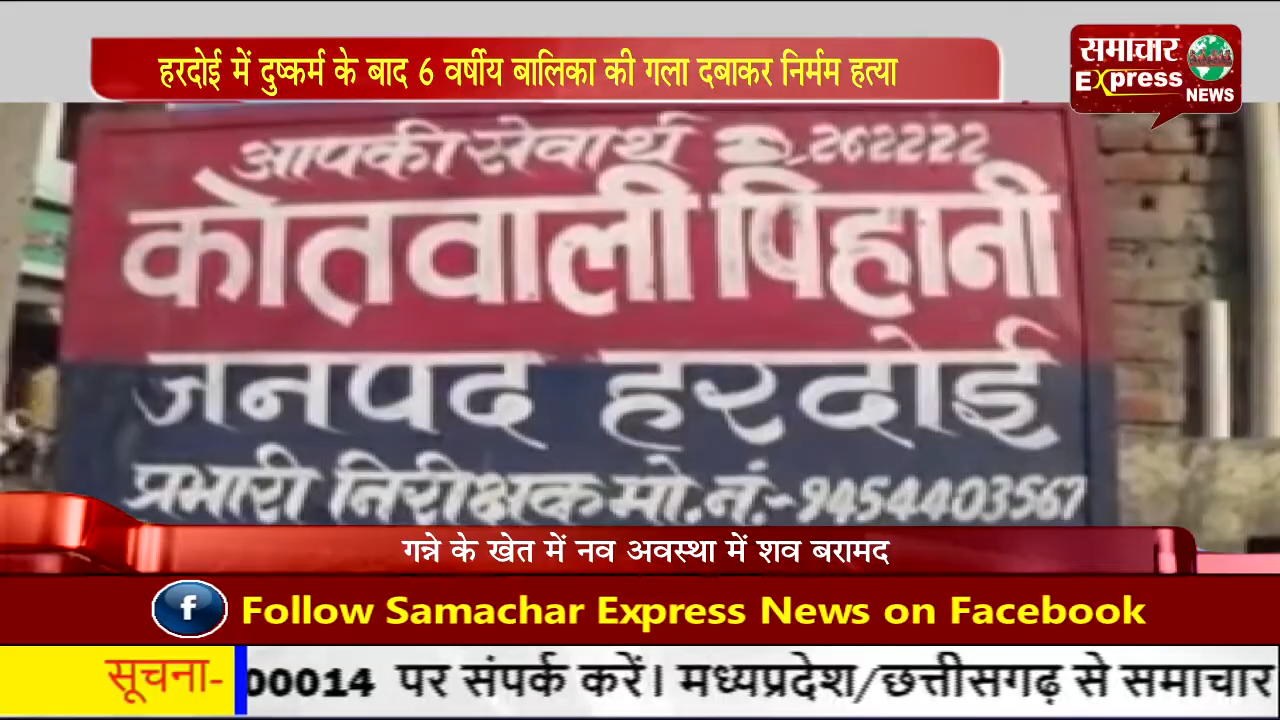 हरदोई में दुष्कर्म के बाद 6 वर्षीय बालिका की गला दबाकर निर्मम हत्या
समाचार
Express
NEWS
आपकी सेवार्थ ☎ 262222
कोतवाली पिहानी
जनपद हरदोई
प्रभारी निरीक्षक मो.नं.-9454403567
गन्ने के खेत में नव अवस्था में शव बरामद
f Follow Samachar Express News on Facebook
सूचना- 00014 पर संपर्क करें। मध्यप्रदेश/छत्तीसगढ़ से समाचार